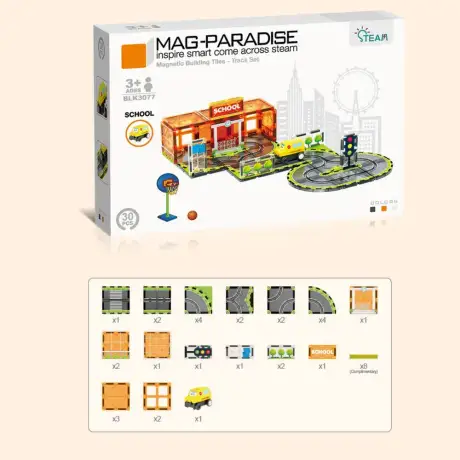 STEAM
MAG-PARADISE
inspire smart come across steam
Magnetic Building Tiles - Track Set
3+
AGES
BLK3077
SCHOOL
SCHOOL
30
PCS
COLORS
x1 x2 x4 x2 x2 x4 x1
SCHOOL
x2 x1 x1 x1 x2 x1 x8
(Complimentary)
x3 x2 x1